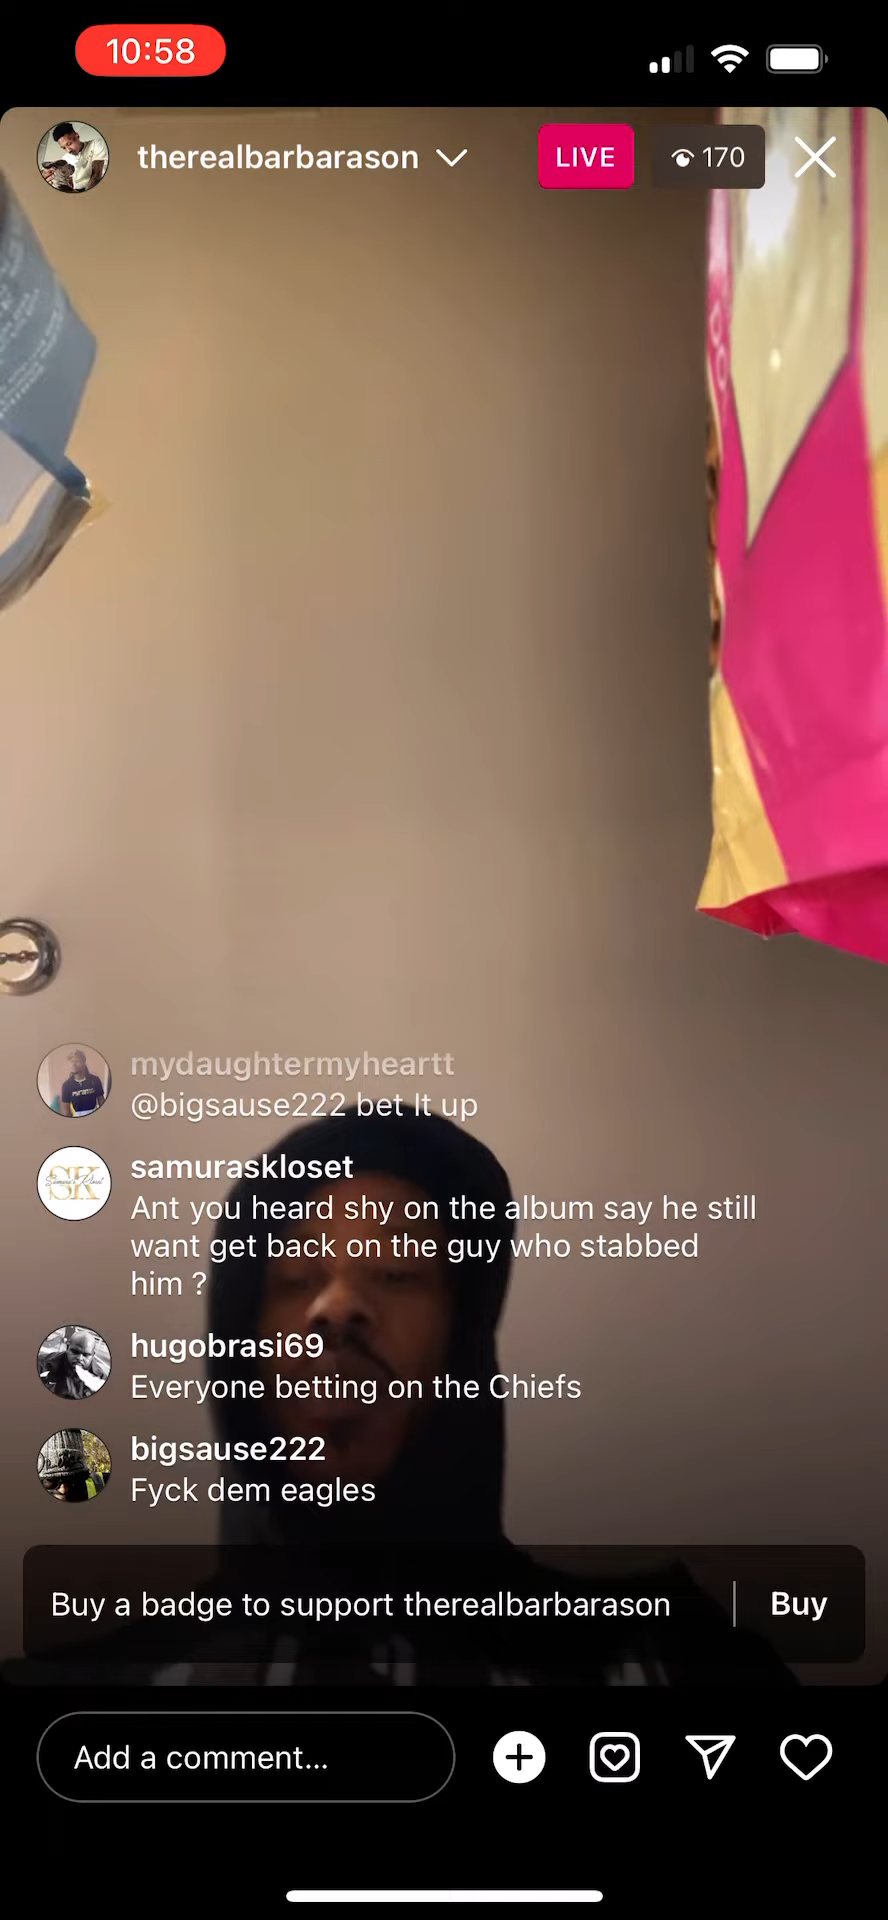 10:58
therealbarbarason
LIVE
170
mydaughtermyheartt
@bigsause222 bet It up
samuraskloset
Ant you heard shy on the album say he still
want get back on the guy who stabbed
him ?
hugobrasi69
Everyone betting on the Chiefs
bigsause222
Fyck dem eagles
Buy a badge to support therealbarbarason
Buy
Add a comment...